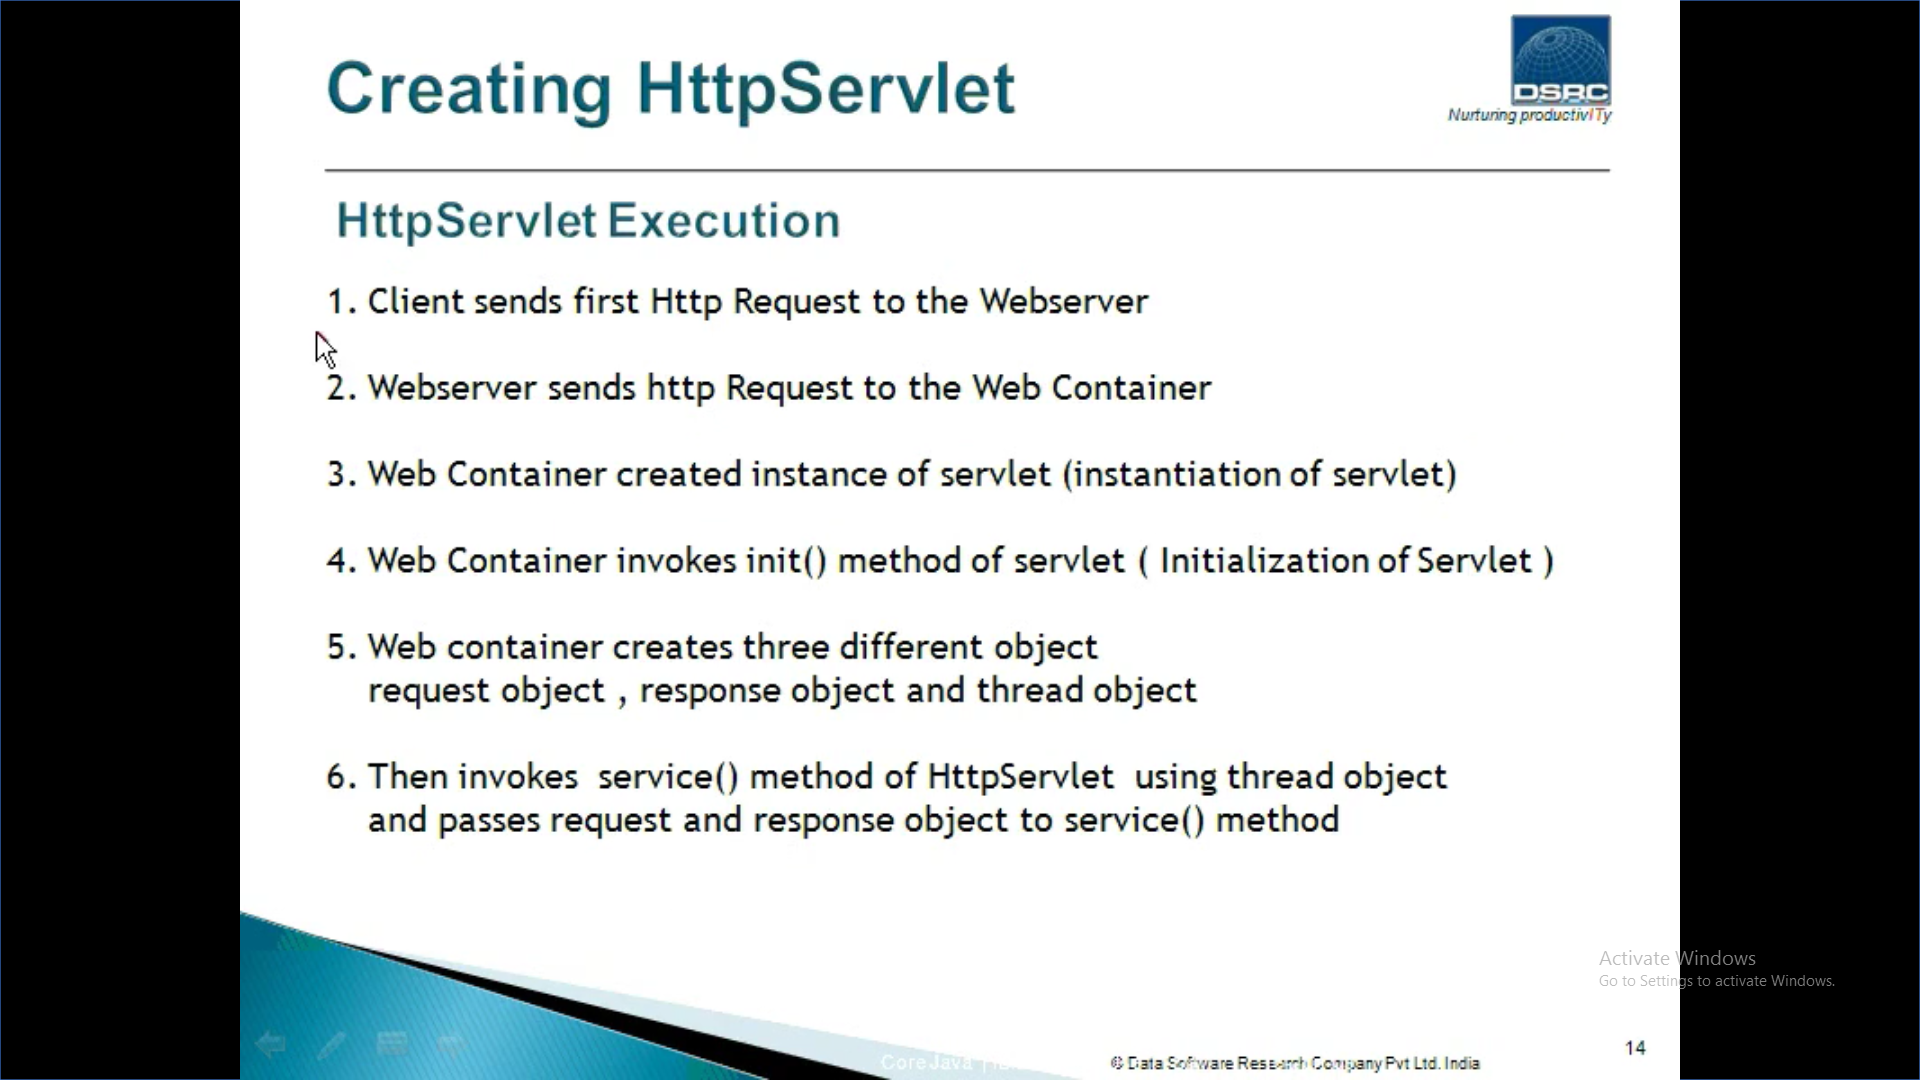 Creating HttpServlet
DSRC
Nurturing productivITy
HttpServlet Execution
1. Client sends first Http Request to the Webserver
2. Webserver sends http Request to the Web Container
3. Web Container created instance of servlet (instantiation of servlet)
4. Web Container invokes init() method of servlet ( Initialization of Servlet )
5. Web container creates three different object
request object , response object and thread object
6. Then invokes service() method of HttpServlet using thread object
and passes request and response object to service() method
Activate Windows
Go to Settings to activate Windows.
14
Core Java
© Data Software Research Company Pvt Ltd. India